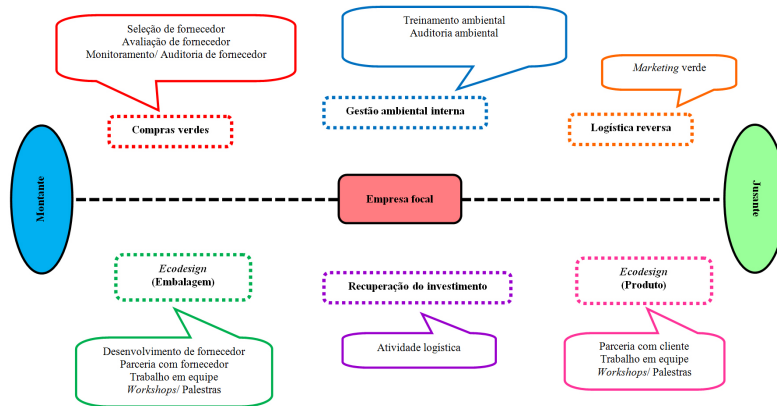 Seleção de fornecedor
Avaliação de fornecedor
Monitoramento/ Auditoria de fornecedor
Treinamento ambiental
Auditoria ambiental
Marketing verde
Compras verdes
Gestão ambiental interna
Logística reversa
Montante
Empresa focal
Jusante
Ecodesign
(Embalagem)
Recuperação do investimento
Ecodesign
(Produto)
Desenvolvimento de fornecedor
Parceria com fornecedor
Trabalho em equipe
Workshops/ Palestras
Atividade logística
Parceria com cliente
Trabalho em equipe
Workshops/ Palestras